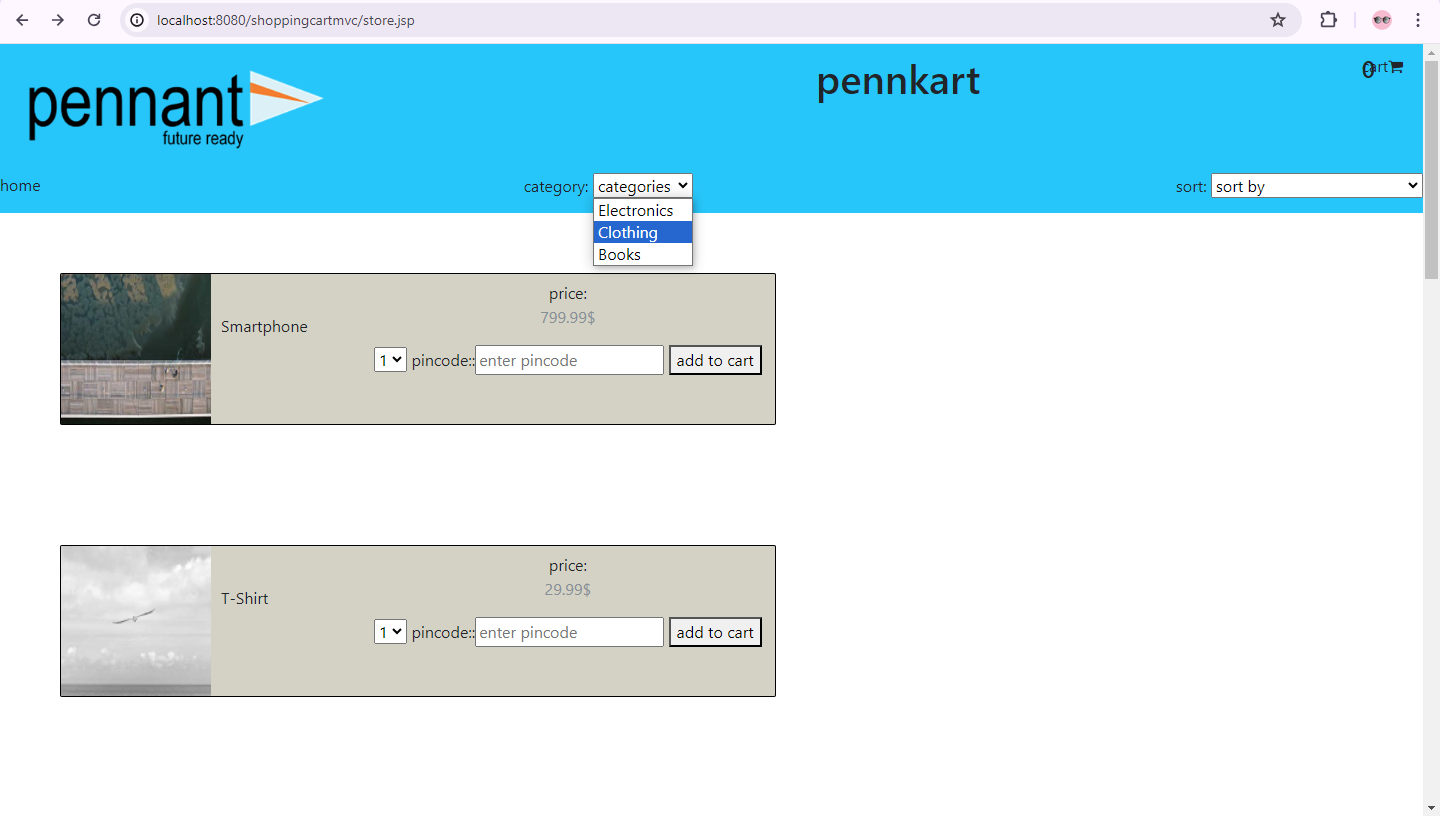 localhost:8080/shoppingcartmvc/store.jsp
pennant
future ready
pennkart
cart
0
home
category: categories
sort: sort by
Electronics
Clothing
Books
Smartphone
price:
799.99$
1 pincode:: enter pincode add to cart
T-Shirt
price:
29.99$
1 pincode:: enter pincode add to cart